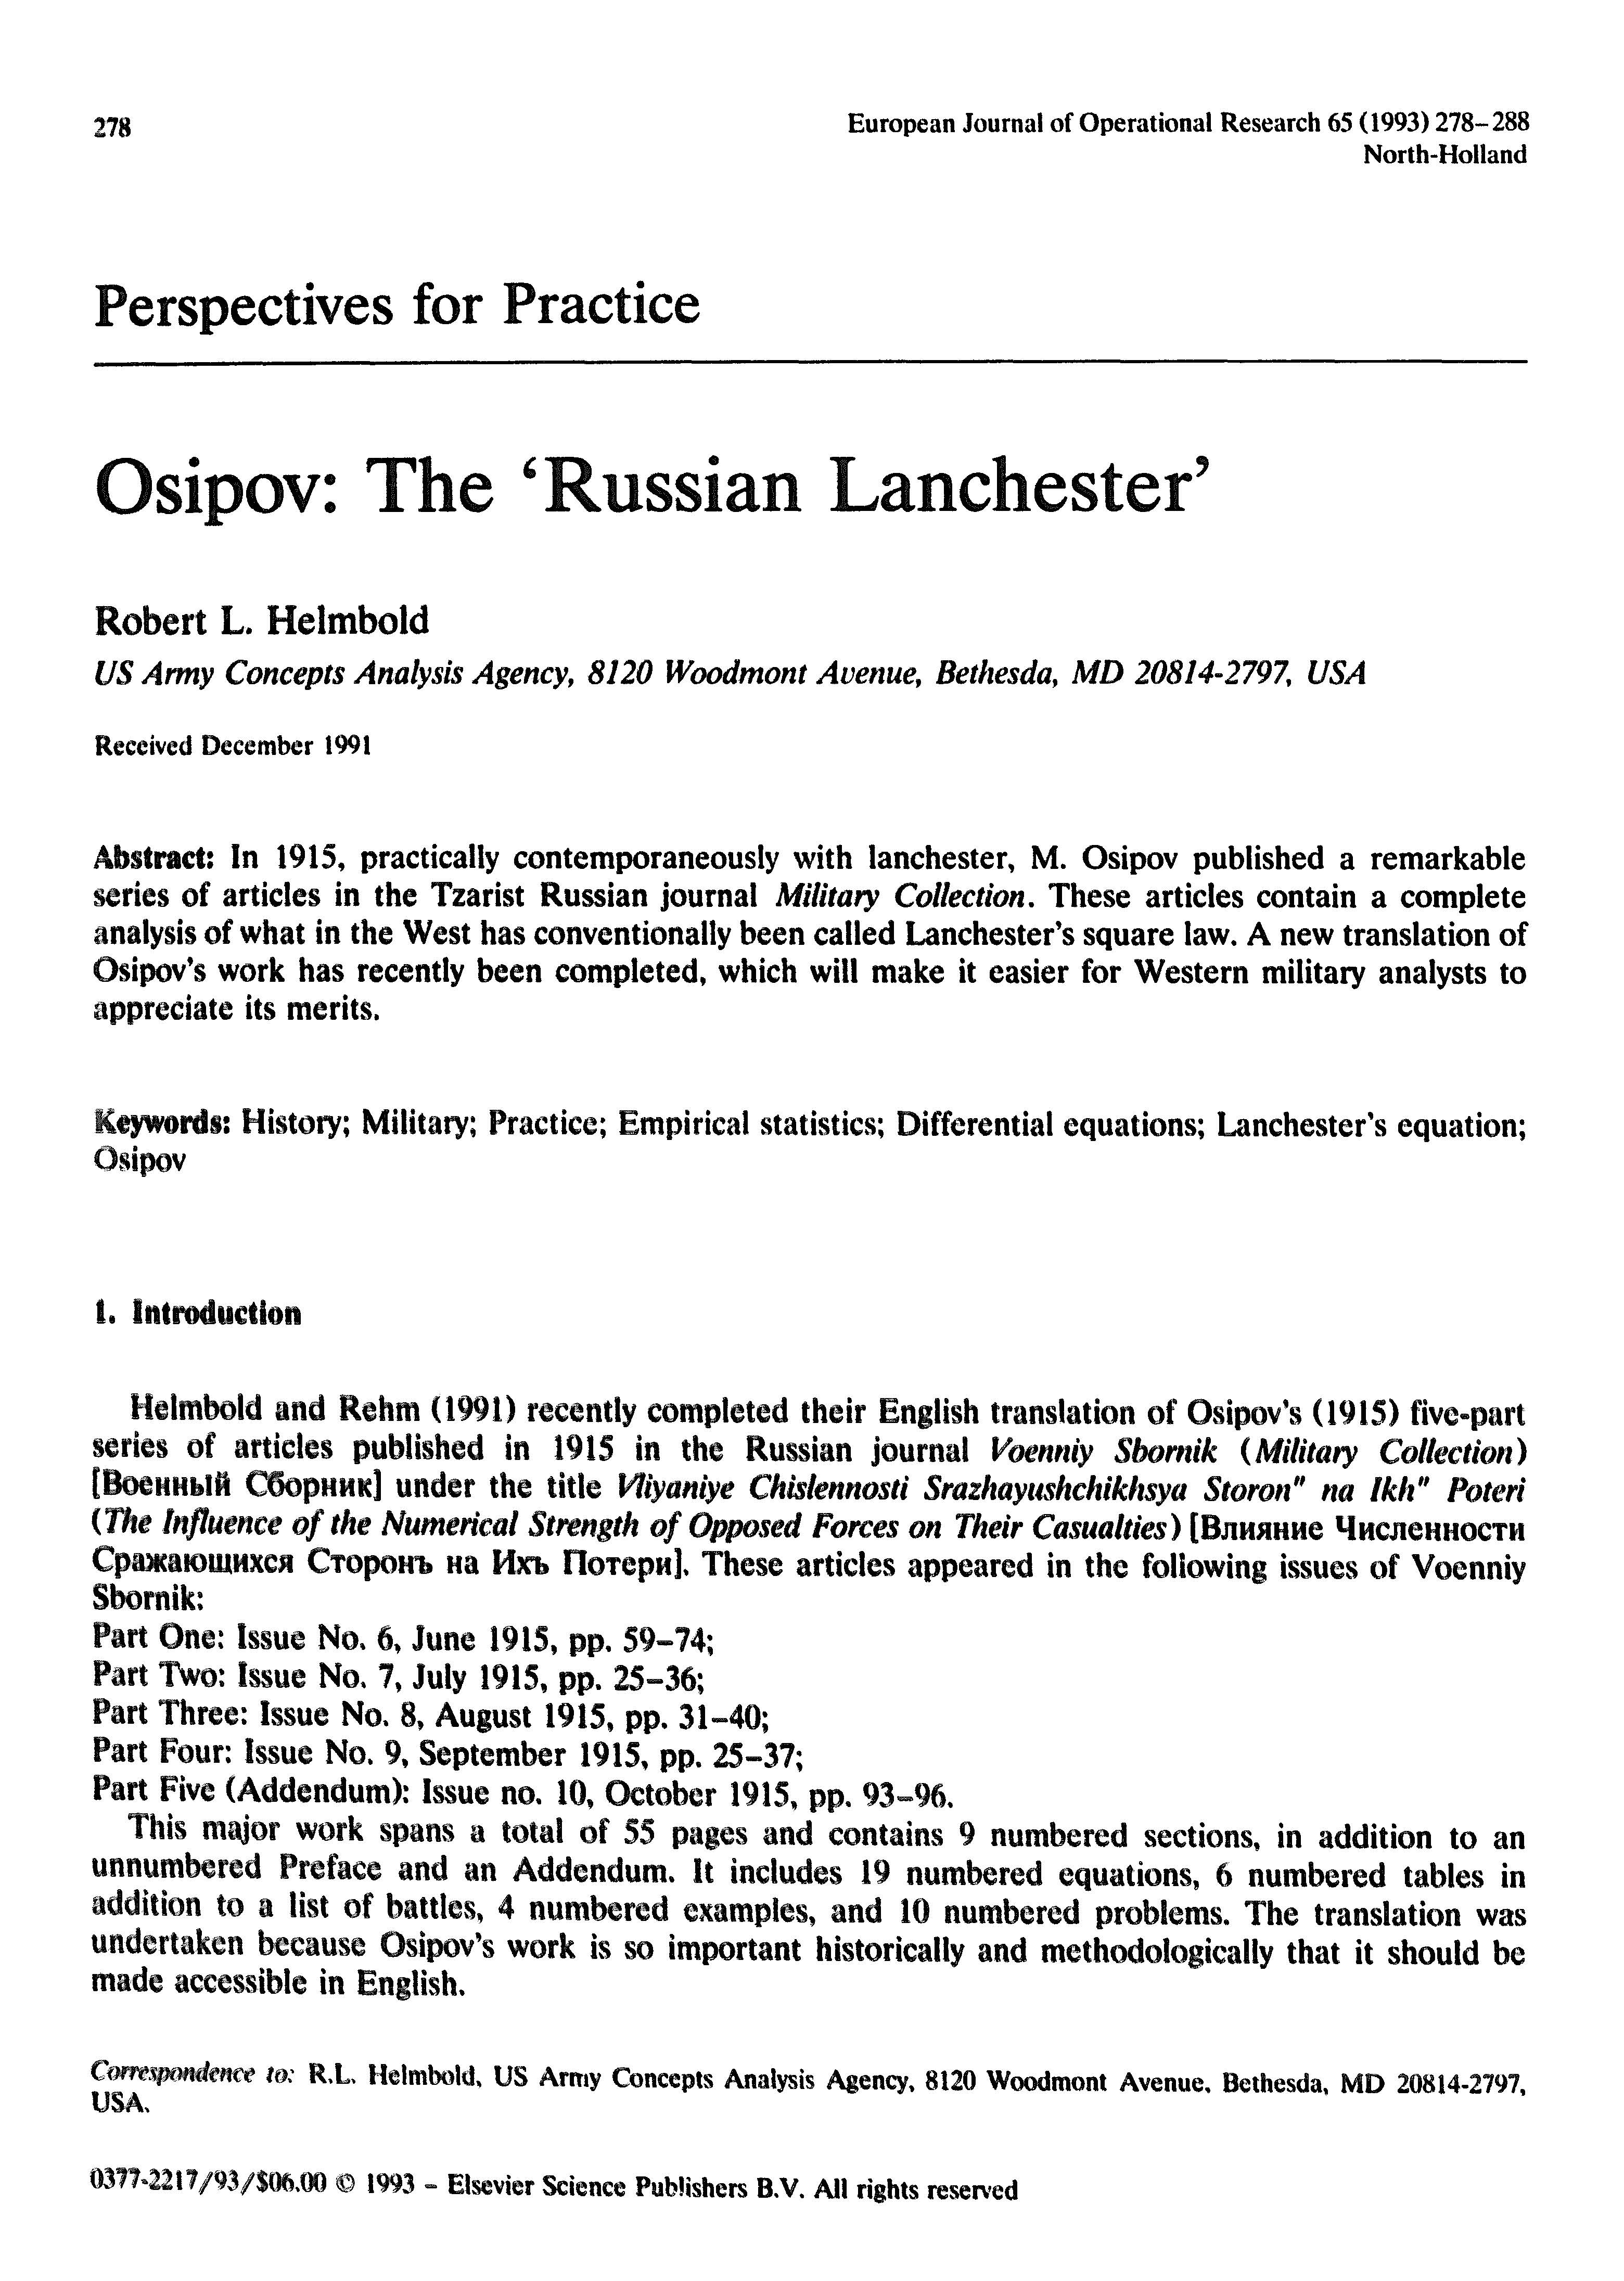 278
European Journal of Operational Research 65 (1993) 278–288
North-Holland
Perspectives for Practice
Osipov: The ‘Russian Lanchester’
Robert L. Helmbold
US Army Concepts Analysis Agency, 8120 Woodmont Avenue, Bethesda, MD 20814-2797, USA
Received December 1991
Abstract: In 1915, practically contemporaneously with lanchester, M. Osipov published a remarkable
series of articles in the Tzarist Russian journal Military Collection. These articles contain a complete
analysis of what in the West has conventionally been called Lanchester's square law. A new translation of
Osipov's work has recently been completed, which will make it easier for Western military analysts to
appreciate its merits.
Keywords: History; Military; Practice; Empirical statistics; Differential equations; Lanchester's equation;
Osipov
1. Introduction
Helmbold and Rehm (1991) recently completed their English translation of Osipov's (1915) five-part
series of articles published in 1915 in the Russian journal Voenniy Sbornik (Military Collection)
[Военный Сборник] under the title Vliyaniye Chislennosti Srazhayushchikhsya Storon" na Ikh" Poteri
(The Influence of the Numerical Strength of Opposed Forces on Their Casualties) [Влияние Численности
Сражающихся Сторонъ на Ихъ Потери]. These articles appeared in the following issues of Voenniy
Sbornik:
Part One: Issue No. 6, June 1915, pp. 59–74;
Part Two: Issue No. 7, July 1915, pp. 25–36;
Part Three: Issue No. 8, August 1915, pp. 31–40;
Part Four: Issue No. 9, September 1915, pp. 25–37;
Part Five (Addendum): Issue no. 10, October 1915, pp. 93–96.
This major work spans a total of 55 pages and contains 9 numbered sections, in addition to an
unnumbered Preface and an Addendum. It includes 19 numbered equations, 6 numbered tables in
addition to a list of battles, 4 numbered examples, and 10 numbered problems. The translation was
undertaken because Osipov's work is so important historically and methodologically that it should be
made accessible in English.
Correspondence to: R.L. Helmbold, US Army Concepts Analysis Agency, 8120 Woodmont Avenue, Bethesda, MD 20814-2797,
USA.
0377-2217/93/$06.00 © 1993 – Elsevier Science Publishers B.V. All rights reserved